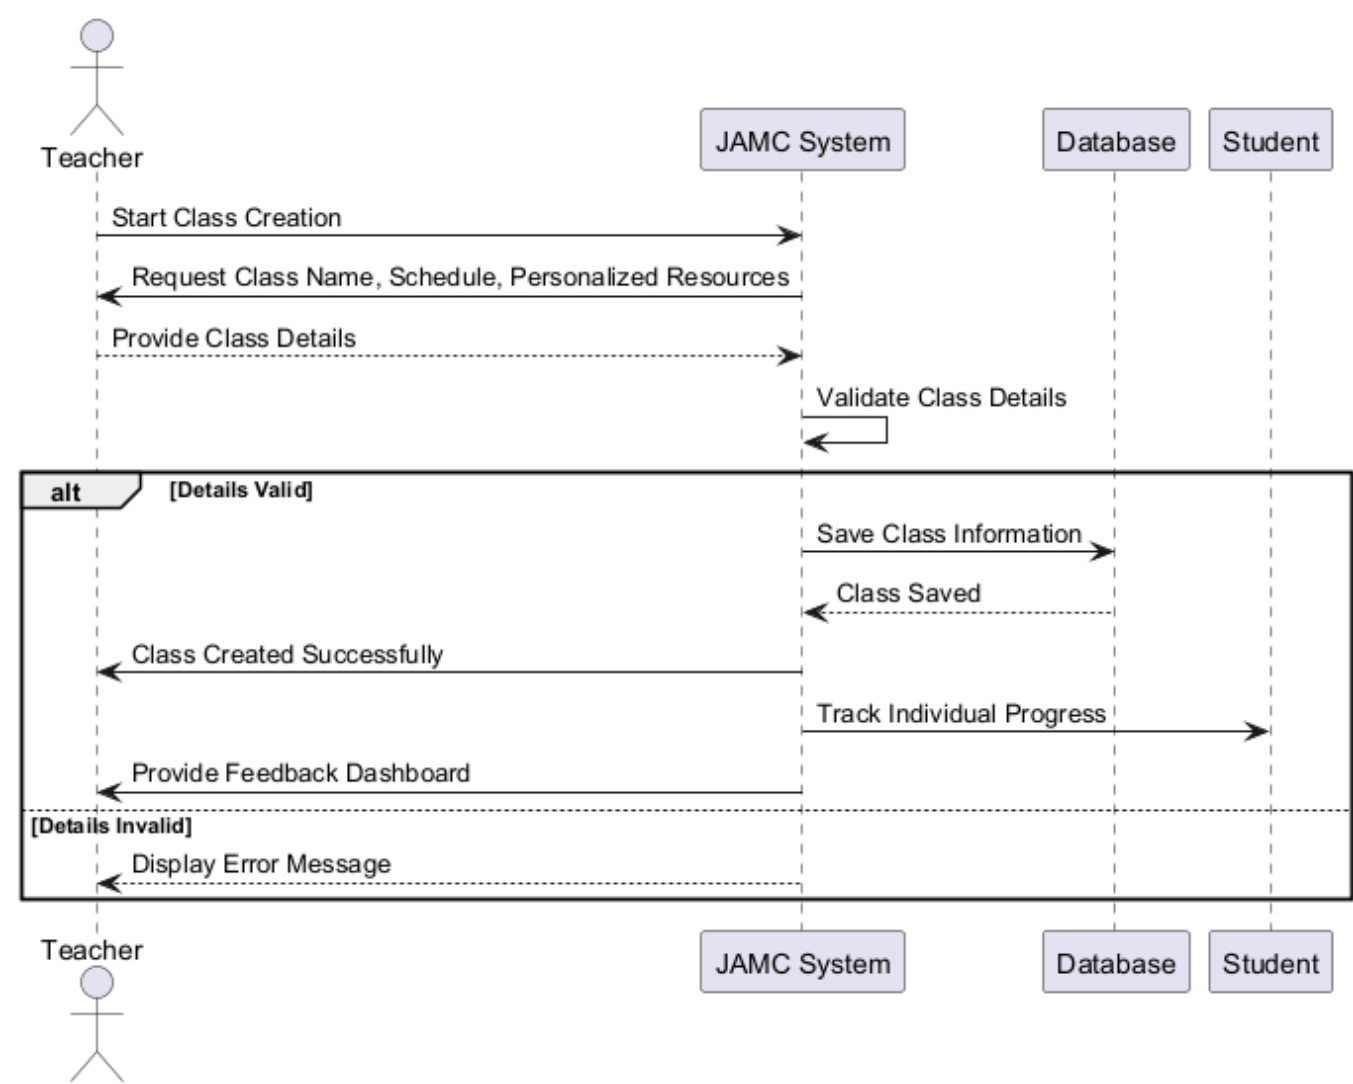 Teacher
JAMC System
Database
Student
Start Class Creation
Request Class Name, Schedule, Personalized Resources
Provide Class Details
Validate Class Details
alt
[Details Valid]
Save Class Information
Class Saved
Class Created Successfully
Track Individual Progress
Provide Feedback Dashboard
[Details Invalid]
Display Error Message
Teacher
JAMC System
Database
Student